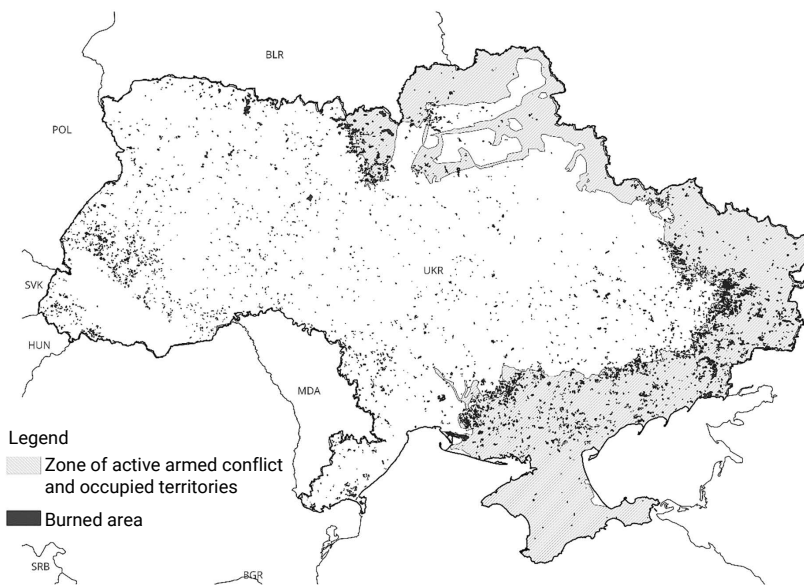 BLR
POL
UKR
SVK
HUN
MDA
Legend
Zone of active armed conflict
and occupied territories
Burned area
SRB
BGR